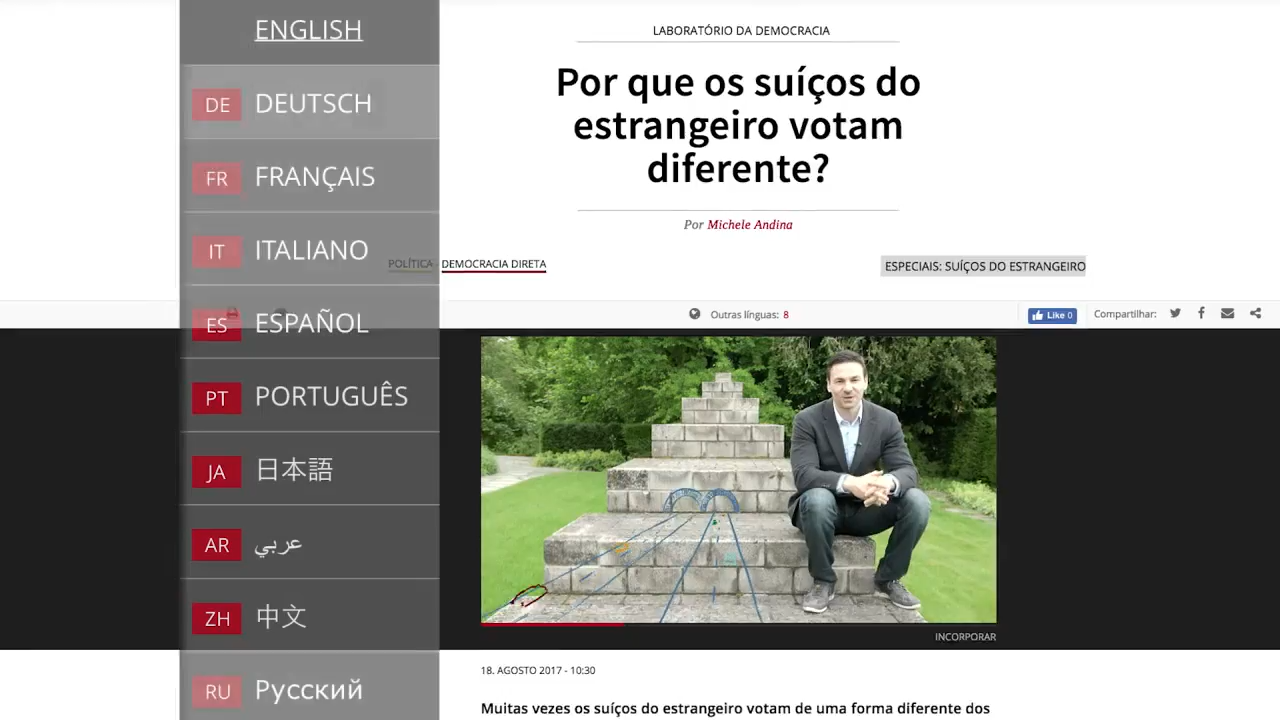 ENGLISH
DE DEUTSCH
FR FRANÇAIS
IT ITALIANO
ES ESPAÑOL
PT PORTUGUÊS
JA 日本語
AR عربي
ZH 中文
RU Русский
LABORATÓRIO DA DEMOCRACIA
Por que os suíços do
estrangeiro votam
diferente?
Por Michele Andina
POLÍTICA - DEMOCRACIA DIRETA
ESPECIAIS: SUÍÇOS DO ESTRANGEIRO
Outras línguas: 8
Like 0
Compartilhar:
INCORPORAR
18. AGOSTO 2017 - 10:30
Muitas vezes os suíços do estrangeiro votam de uma forma diferente dos